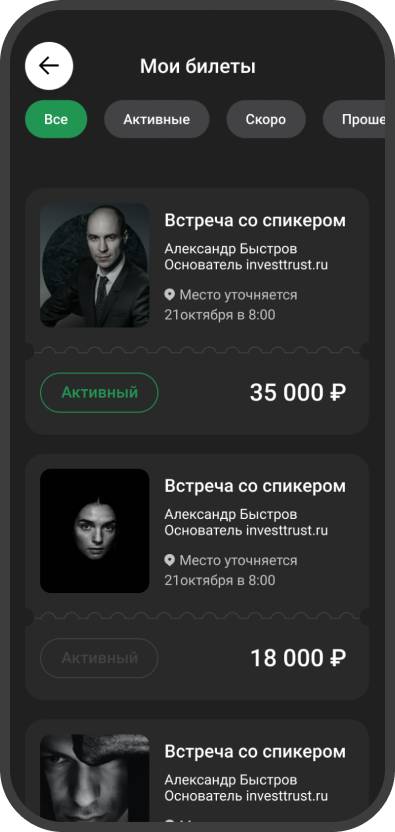 Мои билеты
Все
Активные
Скоро
Проше
Встреча со спикером
Александр Быстров
Основатель investtrust.ru
Место уточняется
21октября в 8:00
Активный
35 000 ₽
Встреча со спикером
Александр Быстров
Основатель investtrust.ru
Место уточняется
21октября в 8:00
Активный
18 000 ₽
Встреча со спикером
Александр Быстров
Основатель investtrust.ru